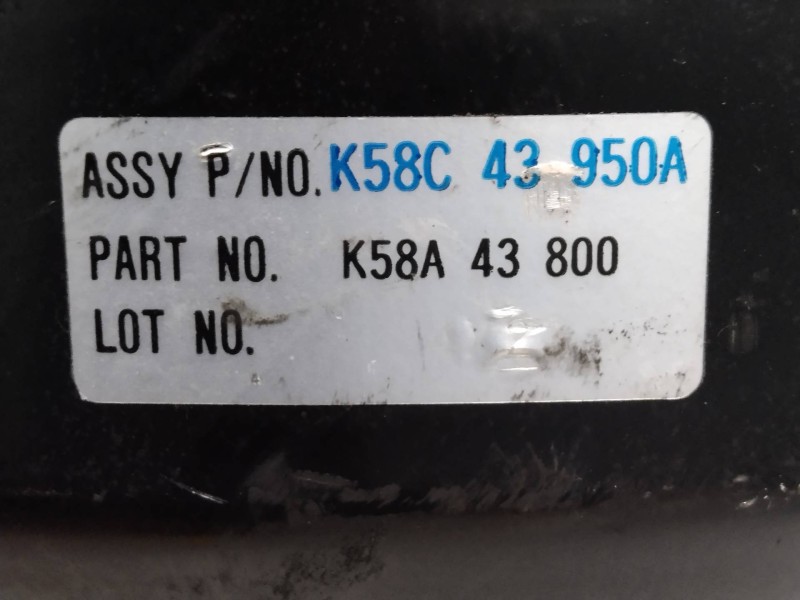 ASSY P/NO. K58C 43 950A
PART NO. K58A 43 800
LOT NO.